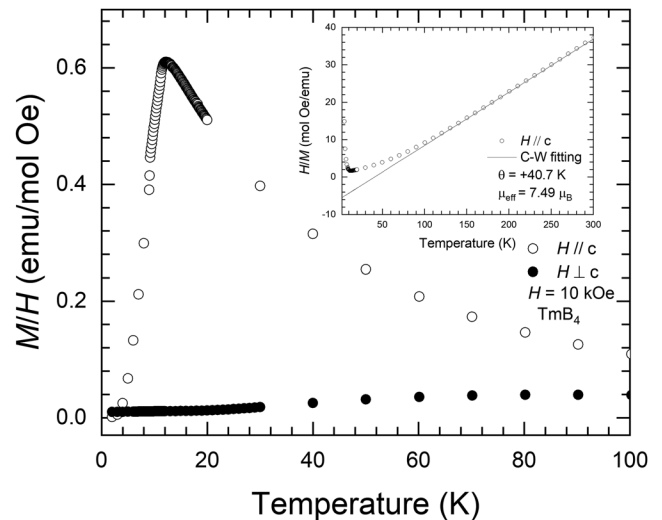 M/H (emu/mol Oe)
0.6
0.4
0.2
0.0
0 20 40 60 80 100
Temperature (K)
H/M (mol Oe/emu)
40
30
20
10
0
-10
50 100 150 200 250 300
Temperature (K)
H // c
C-W fitting
θ = +40.7 K
μeff = 7.49 μB
H // c
H ⊥ c
H = 10 kOe
TmB4